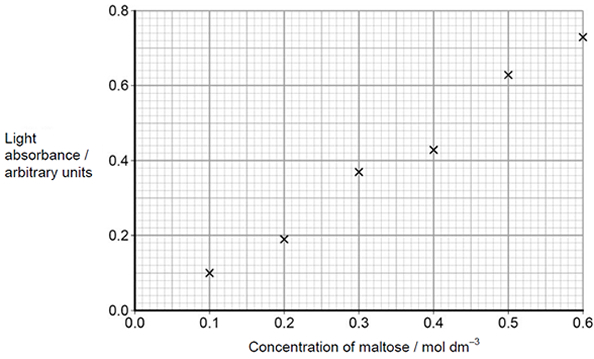 0.8
0.6
Light
absorbance /
arbitrary units
0.4
0.2
0.0
0.0 0.1 0.2 0.3 0.4 0.5 0.6
Concentration of maltose / mol dm⁻³